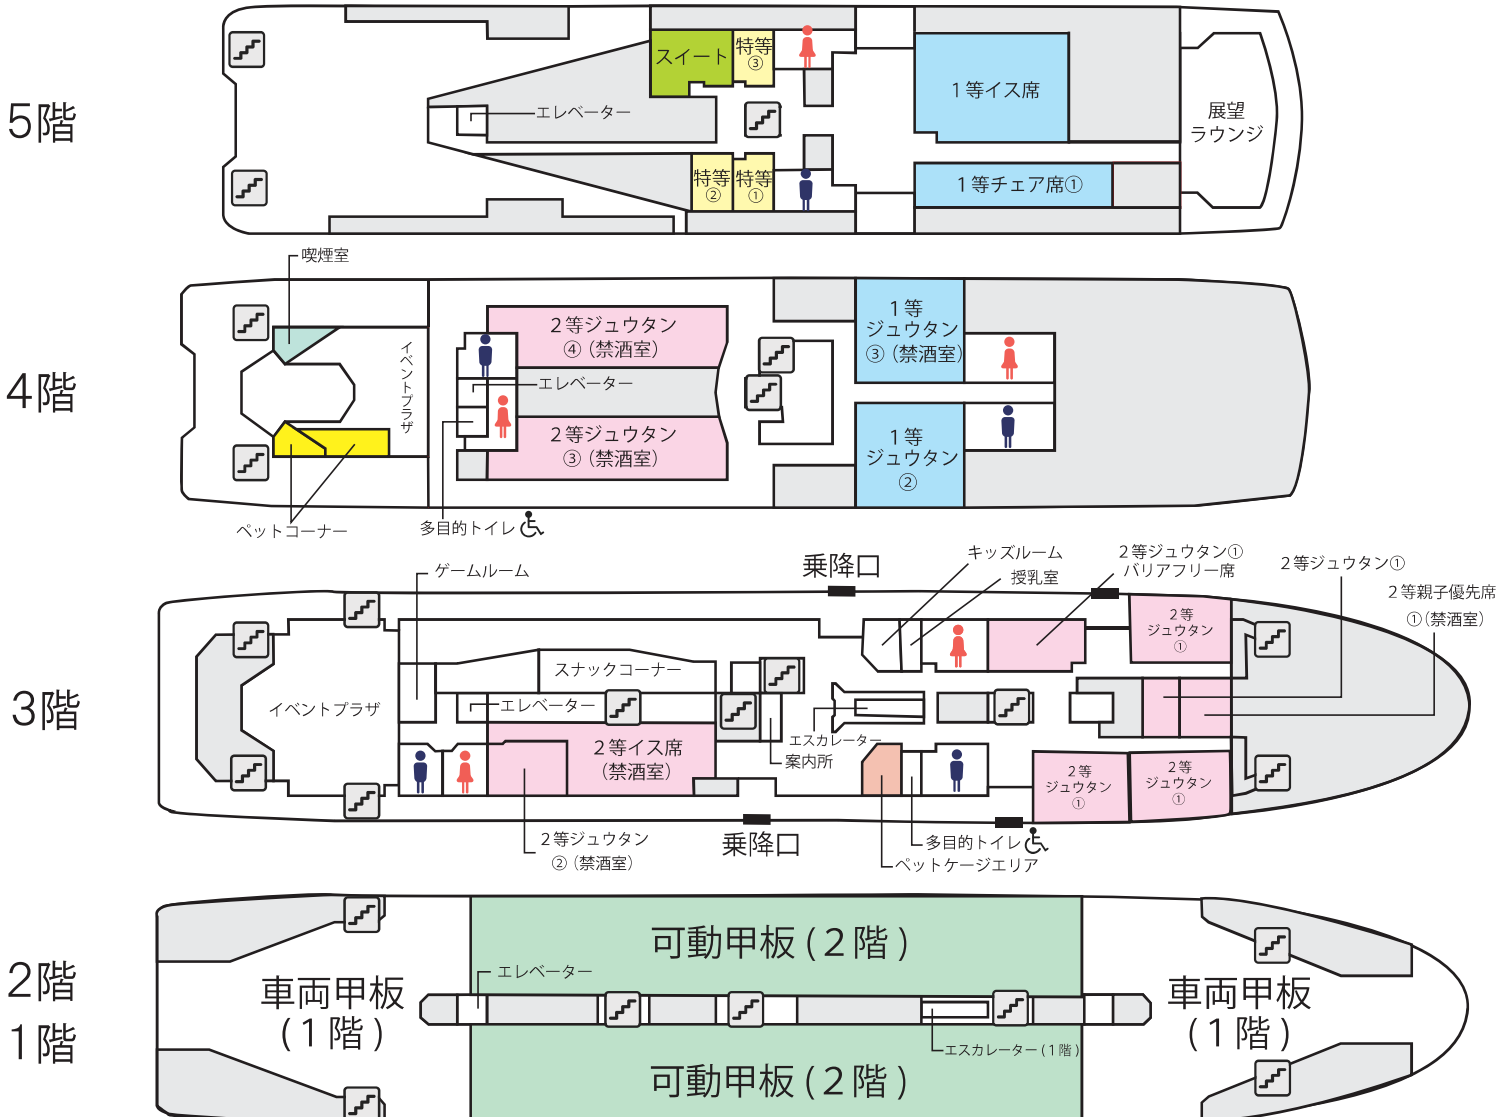 5階
スイート
特等
③
エレベーター
特等
②
特等
①
1等イス席
1等チェア席①
展望
ラウンジ
喫煙室
4階
イベントプラザ
2等ジュウタン
④(禁酒室)
エレベーター
2等ジュウタン
③(禁酒室)
1等
ジュウタン
③(禁酒室)
1等
ジュウタン
②
ペットコーナー
多目的トイレ
3階
ゲームルーム
乗降口
キッズルーム
授乳室
2等ジュウタン①
バリアフリー席
2等ジュウタン①
2等親子優先席
①(禁酒室)
2等
ジュウタン
①
スナックコーナー
イベントプラザ
エレベーター
2等イス席
(禁酒室)
エスカレーター
案内所
2等
ジュウタン
①
2等
ジュウタン
①
2等ジュウタン
②(禁酒室)
乗降口
多目的トイレ
ペットケージエリア
2階
1階
可動甲板(2階)
エレベーター
車両甲板
(1階)
車両甲板
(1階)
エスカレーター(1階)
可動甲板(2階)